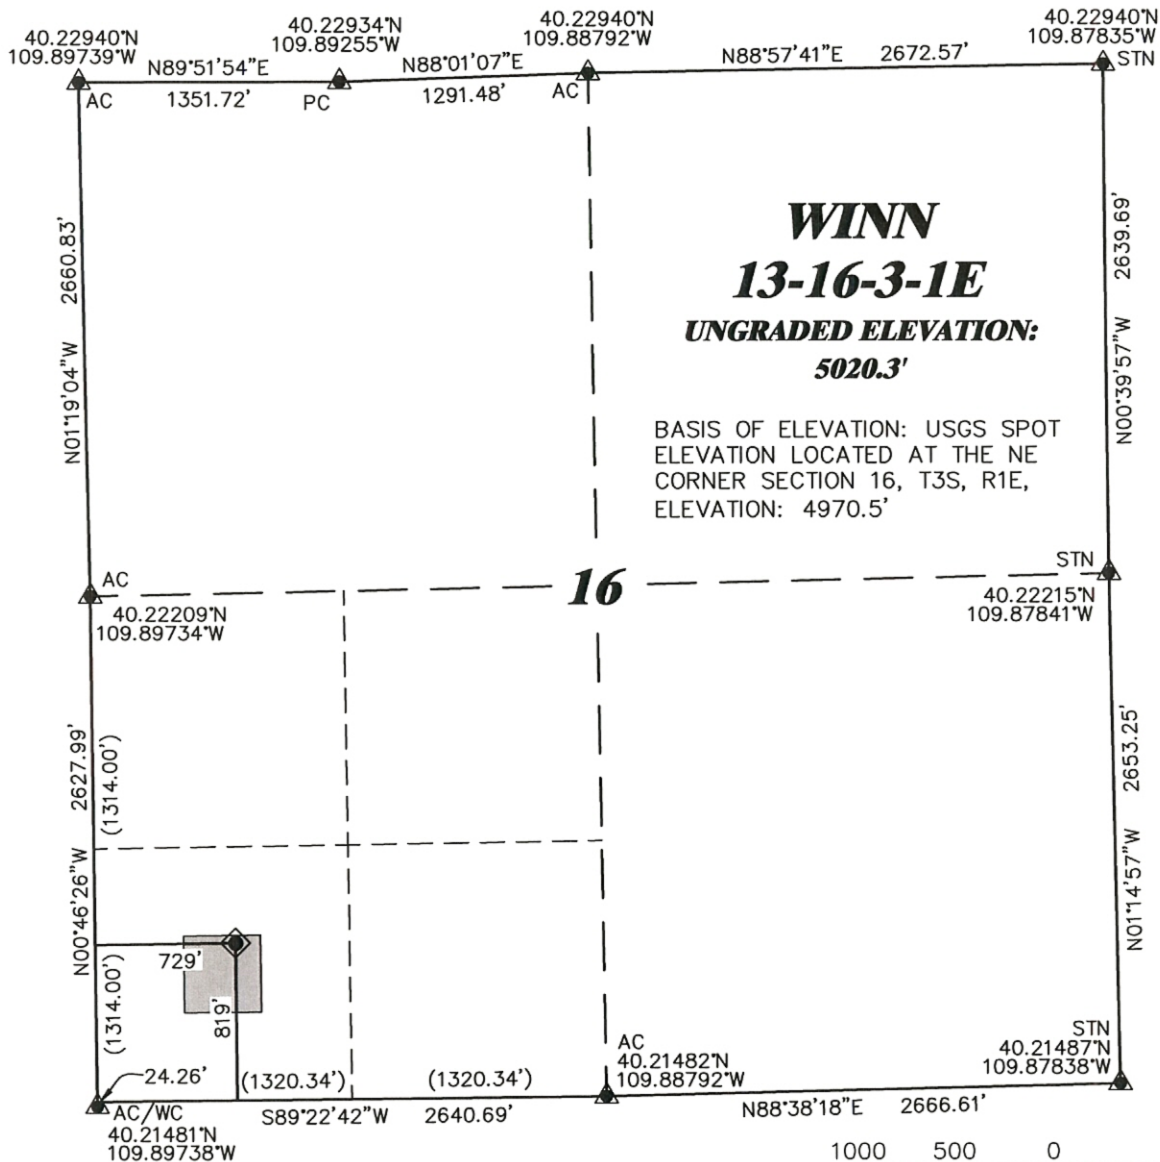 40.22940°N
109.89739°W
40.22934°N
109.89255°W
40.22940°N
109.88792°W
40.22940°N
109.87835°W
N89°51'54"E
1351.72'
N88°01'07"E
1291.48'
N88°57'41"E 2672.57'
STN
AC
PC
AC
2660.83'
N01°19'04"W
WINN
13-16-3-1E
UNGRADED ELEVATION:
5020.3'
2639.69'
N00°39'57"W
BASIS OF ELEVATION: USGS SPOT
ELEVATION LOCATED AT THE NE
CORNER SECTION 16, T3S, R1E,
ELEVATION: 4970.5'
AC
40.22209°N
109.89734°W
16
STN
40.22215°N
109.87841°W
2627.99'
N00°46'26"W
(1314.00')
(1314.00')
2653.25'
N01°14'57"W
729'
819'
24.26'
(1320.34')
(1320.34')
AC/WC
40.21481°N
109.89738°W
S89°22'42"W 2640.69'
AC
40.21482°N
109.88792°W
STN
40.21487°N
109.87838°W
N88°38'18"E 2666.61'
1000 500 0